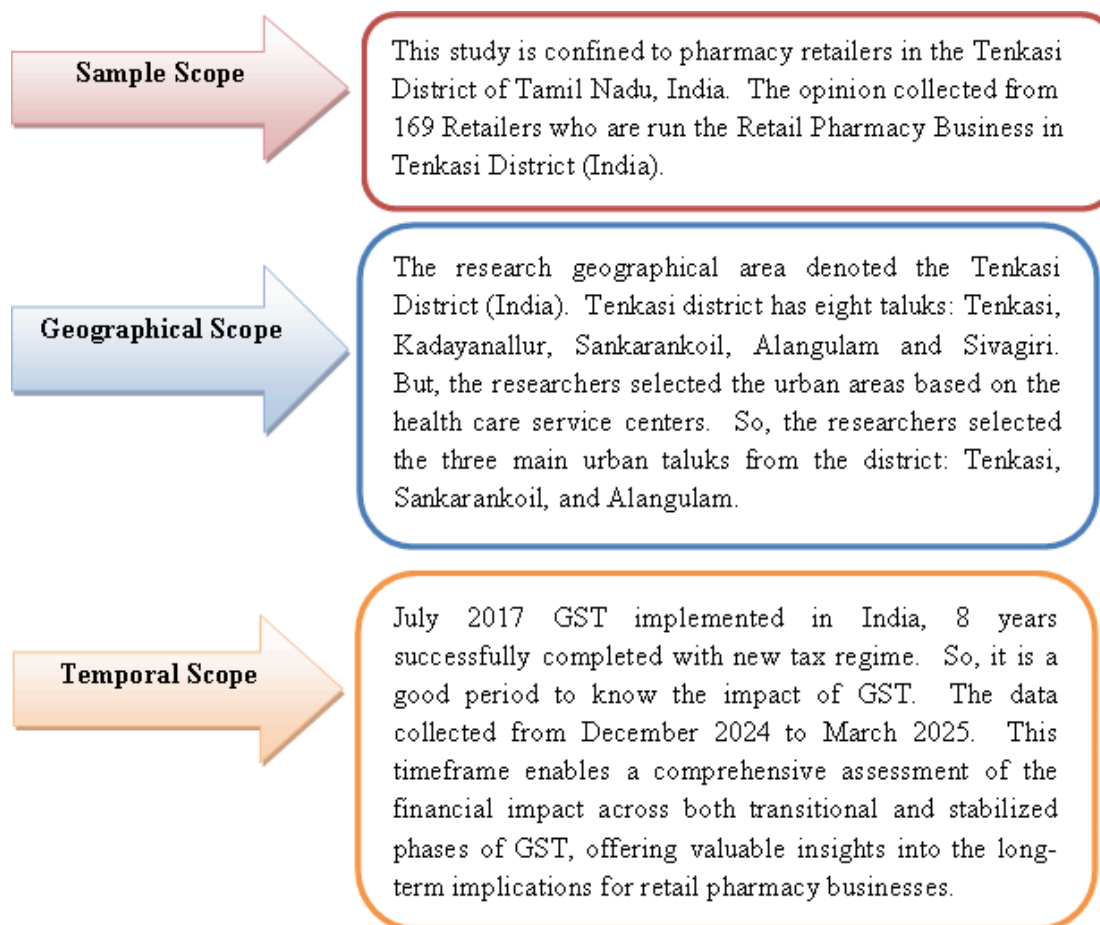 Sample Scope
This study is confined to pharmacy retailers in the Tenkasi
District of Tamil Nadu, India. The opinion collected from
169 Retailers who are run the Retail Pharmacy Business in
Tenkasi District (India).
Geographical Scope
The research geographical area denoted the Tenkasi
District (India). Tenkasi district has eight taluks: Tenkasi,
Kadayanallur, Sankarankoil, Alangulam and Sivagiri.
But, the researchers selected the urban areas based on the
health care service centers. So, the researchers selected
the three main urban taluks from the district: Tenkasi,
Sankarankoil, and Alangulam.
Temporal Scope
July 2017 GST implemented in India, 8 years
successfully completed with new tax regime. So, it is a
good period to know the impact of GST. The data
collected from December 2024 to March 2025. This
timeframe enables a comprehensive assessment of the
financial impact across both transitional and stabilized
phases of GST, offering valuable insights into the long-
term implications for retail pharmacy businesses.